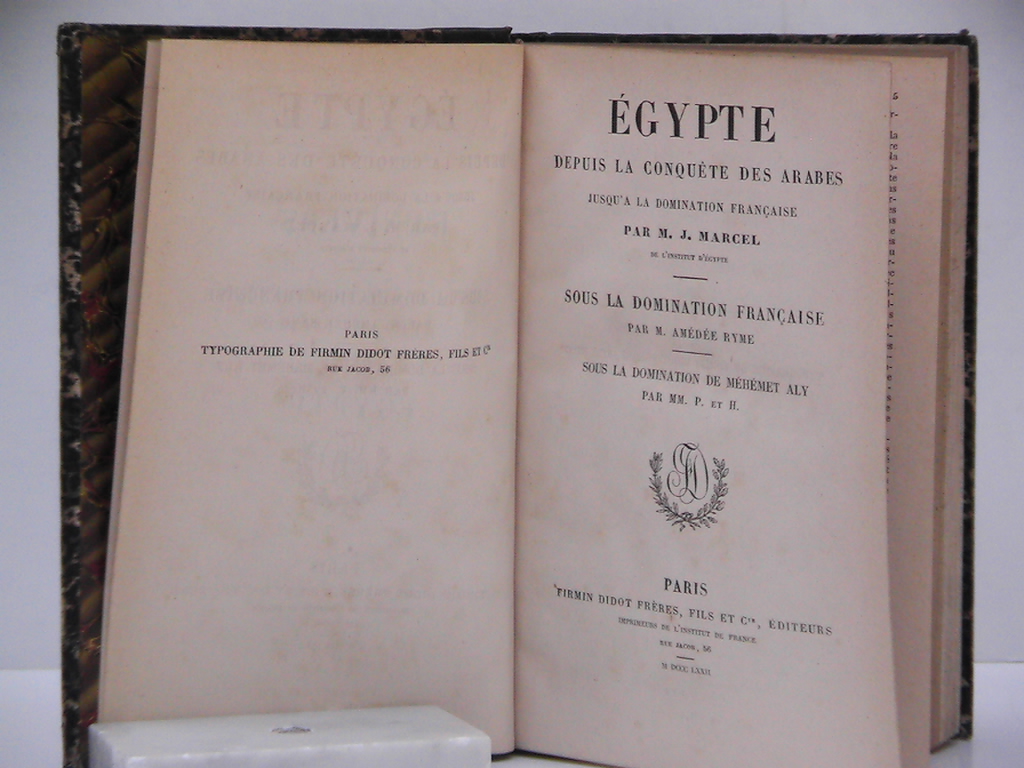 PARIS
TYPOGRAPHIE DE FIRMIN DIDOT FRÈRES, FILS ET Cie
RUE JACOB, 56
ÉGYPTE
DEPUIS LA CONQUÊTE DES ARABES
JUSQU'A LA DOMINATION FRANÇAISE
PAR M. J. MARCEL
DE L'INSTITUT D'ÉGYPTE
SOUS LA DOMINATION FRANÇAISE
PAR M. AMÉDÉE RYME
SOUS LA DOMINATION DE MÉHÉMET ALY
PAR MM. P. ET H.
FD
PARIS
FIRMIN DIDOT FRÈRES, FILS ET Cie, ÉDITEURS
IMPRIMEURS DE L'INSTITUT DE FRANCE
RUE JACOB, 56
M DCCC LXXII